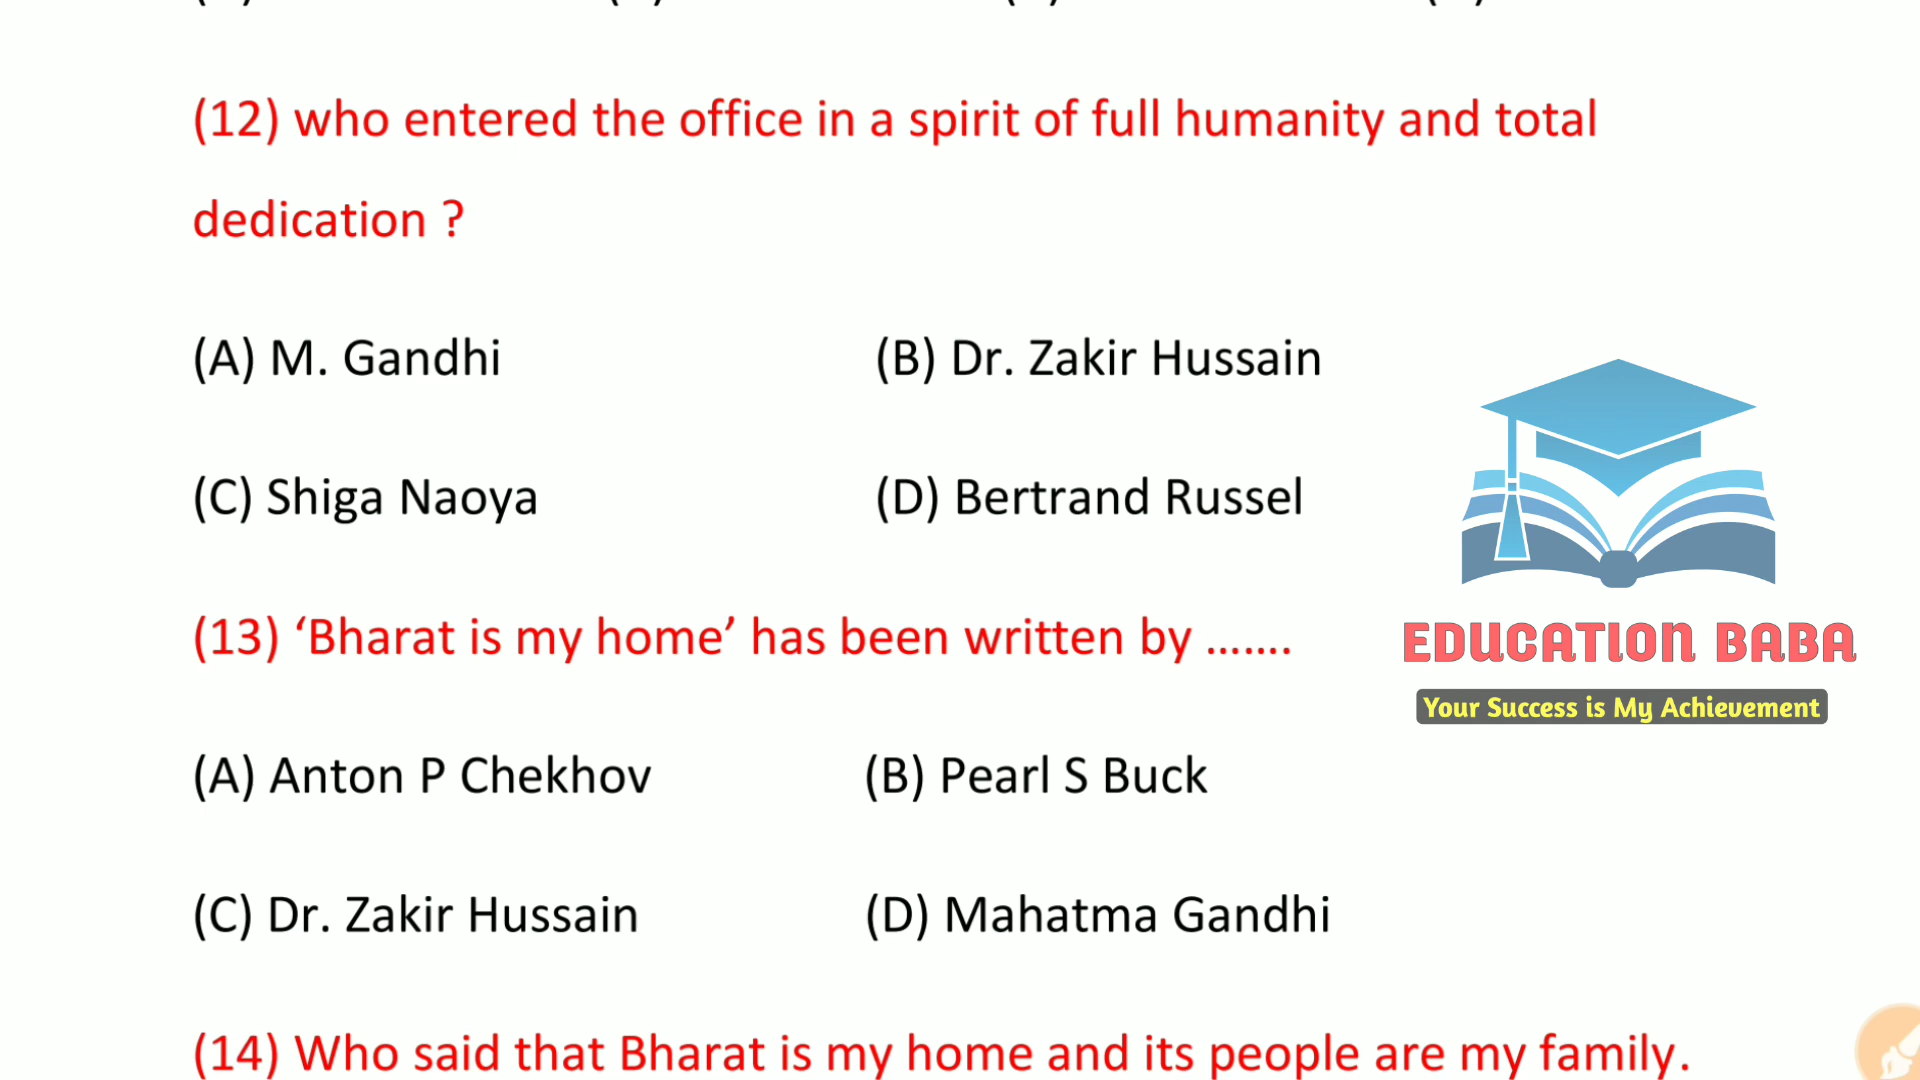 (12) who entered the office in a spirit of full humanity and total
dedication ?
(A) M. Gandhi (B) Dr. Zakir Hussain
(C) Shiga Naoya (D) Bertrand Russel
(13) ‘Bharat is my home’ has been written by …….
EDUCATION BABA
Your Success is My Achievement
(A) Anton P Chekhov (B) Pearl S Buck
(C) Dr. Zakir Hussain (D) Mahatma Gandhi
(14) Who said that Bharat is my home and its people are my family.